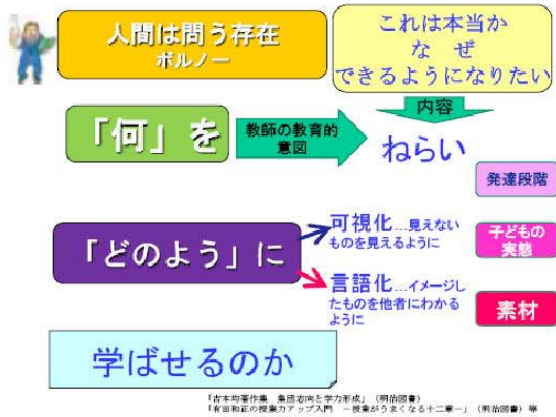 人間は問う存在
ボルノー
これは本当か
な ぜ
できるようになりたい
内容
「何」を
教師の教育的
意図
ねらい
発達段階
「どのよう」に
可視化…見えない
ものを見えるように
子どもの
実態
言語化…イメージし
たものを他者にわかる
ように
素材
学ばせるのか
『吉本均著作集 集団志向と学力形成』(明治図書)
『有田和正の授業力アップ入門 －授業がうまくなる十二章－』(明治図書) 等